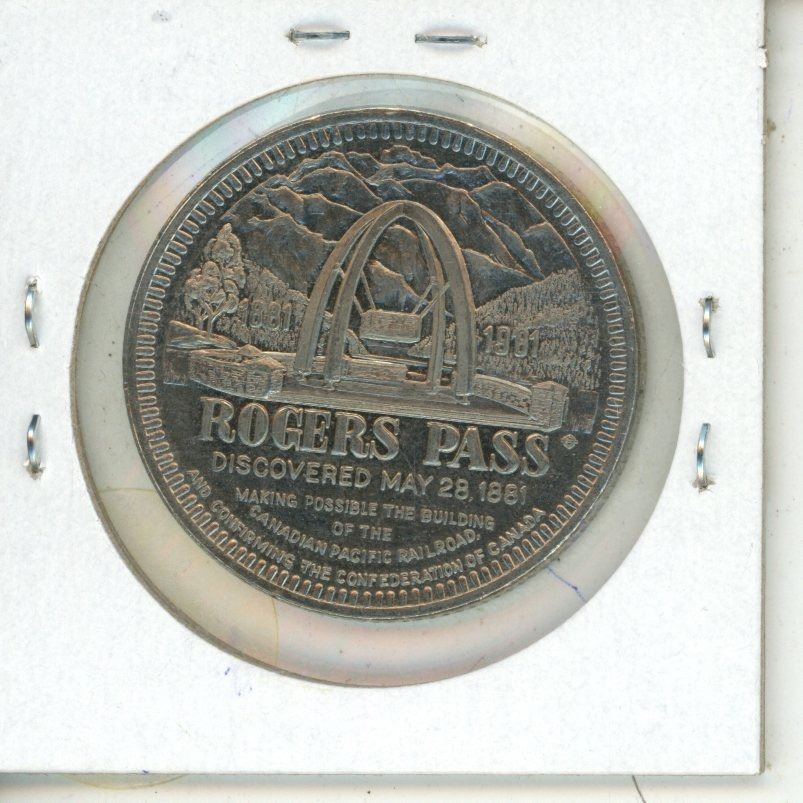 1881 1981
ROGERS PASS
DISCOVERED MAY 28, 1881
MAKING POSSIBLE THE BUILDING
OF THE
CANADIAN PACIFIC RAILROAD,
AND CONFIRMING THE CONFEDERATION OF CANADA